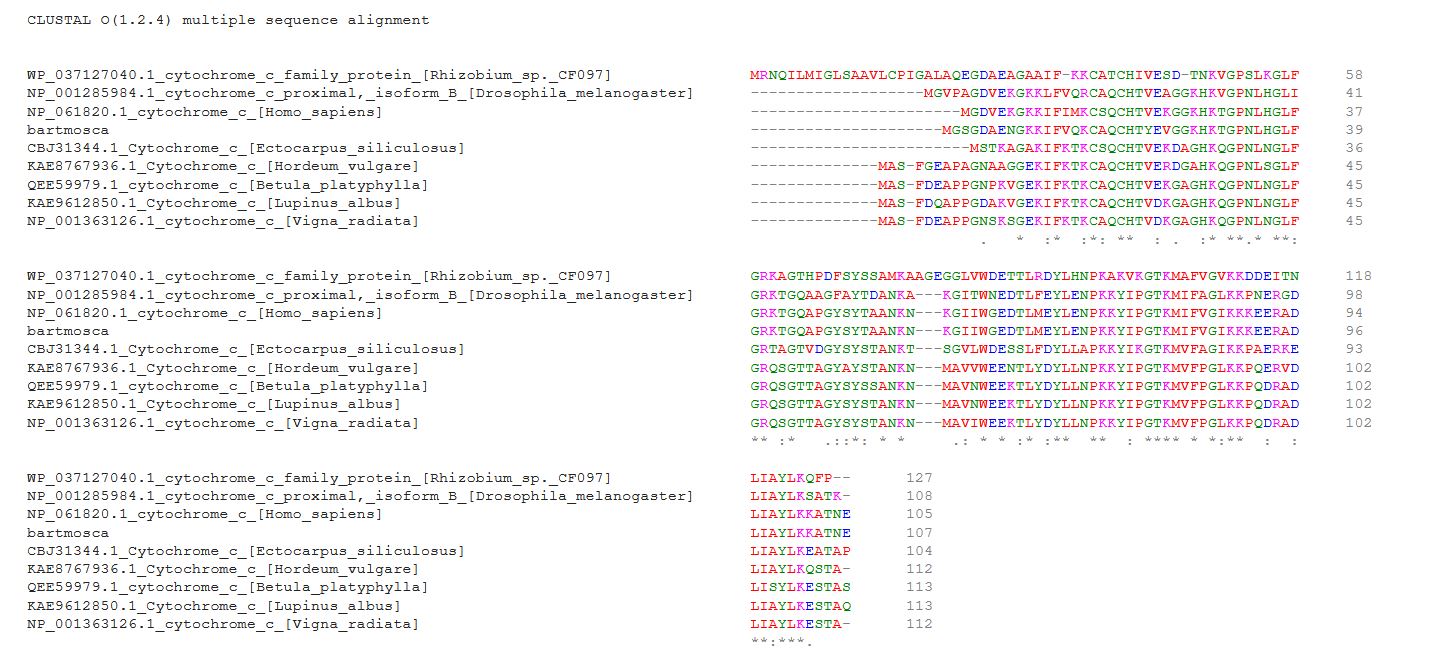 CLUSTAL O(1.2.4) multiple sequence alignment
WP_037127040.1_cytochrome_c_family_protein_[Rhizobium_sp._CF097] MRNQILMIGLSAAVLCPIGALAQEGDAEAGAAIF-KKCATCHIVESD-TNKVGPSLKGLF 58
NP_001285984.1_cytochrome_c_proximal,_isoform_B_[Drosophila_melanogaster] -------------------MGVPAGDVEKGKKLFVQRCAQCHTVEAGGKHKVGPNLHGLI 41
NP_061820.1_cytochrome_c_[Homo_sapiens] -----------------------MGDVEKGKKIFIMKCSQCHTVEKGGKHKTGPNLHGLF 37
bartmosca ---------------------MGSGDAENGKKIFVQKCAQCHTYEVGGKHKVGPNLHGLF 39
CBJ31344.1_Cytochrome_c_[Ectocarpus_siliculosus] ------------------------MSTKAGAKIFKTKCSQCHTVEKDAGHKQGPNLNGLF 36
KAE8767936.1_Cytochrome_c_[Hordeum_vulgare] --------------MAS-FGEAPAGNAAGGEKIFKTKCAQCHTVERDGAHKQGPNLSGLF 45
QEE59979.1_cytochrome_c_[Betula_platyphylla] --------------MAS-FDEAPPGNPKVGEKIFKTKCAQCHTVEKGAGHKQGPNLNGLF 45
KAE9612850.1_Cytochrome_c_[Lupinus_albus] --------------MAS-FDQAPPGDAKVGEKIFKTKCAQCHTVDKGAGHKQGPNLNGLF 45
NP_001363126.1_cytochrome_c_[Vigna_radiata] --------------MAS-FDEAPPGNSKSGEKIFKTKCAQCHTVDKGAGHKQGPNLNGLF 45
. * :* :*: ** : . :* **.* **:
WP_037127040.1_cytochrome_c_family_protein_[Rhizobium_sp._CF097] GRKAGTHPDFSYSSAMKAAGEGGLVWDETTLRDYLHNPKAKVKGTKMAFVGVKKDDEITN 118
NP_001285984.1_cytochrome_c_proximal,_isoform_B_[Drosophila_melanogaster] GRKTGQAAGFAYTDANKA---KGITWNEDTLFEYLENPKKYIPGTKMIFAGLKKPNERGD 98
NP_061820.1_cytochrome_c_[Homo_sapiens] GRKTGQAPGYSYTAANKN---KGIIWGEDTLMEYLENPKKYIPGTKMIFVGIKKKEERAD 94
bartmosca GRKTGQAPGYSYTAANKN---KGIIWGEDTLMEYLENPKKYIPGTKMIFVGIKKKEERAD 96
CBJ31344.1_Cytochrome_c_[Ectocarpus_siliculosus] GRTAGTVDGYSYSTANKT---SGVLWDESSLFDYLLAPKKYIKGTKMVFAGIKKPAERKE 93
KAE8767936.1_Cytochrome_c_[Hordeum_vulgare] GRQSGTTAGYAYSTANKN---MAVVWEENTLYDYLLNPKKYIPGTKMVFPGLKKPQERVD 102
QEE59979.1_cytochrome_c_[Betula_platyphylla] GRQSGTTAGYSYSSANKN---MAVNWEEKTLYDYLLNPKKYIPGTKMVFPGLKKPQDRAD 102
KAE9612850.1_Cytochrome_c_[Lupinus_albus] GRQSGTTAGYSYSTANKN---MAVNWEEKTLYDYLLNPKKYIPGTKMVFPGLKKPQDRAD 102
NP_001363126.1_cytochrome_c_[Vigna_radiata] GRQSGTTAGYSYSTANKN---MAVIWEEKTLYDYLLNPKKYIPGTKMVFPGLKKPQDRAD 102
** :* .::*: * * .: * * :* :** ** : **** * *:** : :
WP_037127040.1_cytochrome_c_family_protein_[Rhizobium_sp._CF097] LIAYLKQFP-- 127
NP_001285984.1_cytochrome_c_proximal,_isoform_B_[Drosophila_melanogaster] LIAYLKSATK- 108
NP_061820.1_cytochrome_c_[Homo_sapiens] LIAYLKKATNE 105
bartmosca LIAYLKKATNE 107
CBJ31344.1_Cytochrome_c_[Ectocarpus_siliculosus] LIAYLKEATAP 104
KAE8767936.1_Cytochrome_c_[Hordeum_vulgare] LIAYLKQSTA- 112
QEE59979.1_cytochrome_c_[Betula_platyphylla] LISYLKESTAS 113
KAE9612850.1_Cytochrome_c_[Lupinus_albus] LIAYLKESTAQ 113
NP_001363126.1_cytochrome_c_[Vigna_radiata] LIAYLKESTA- 112
**:***.